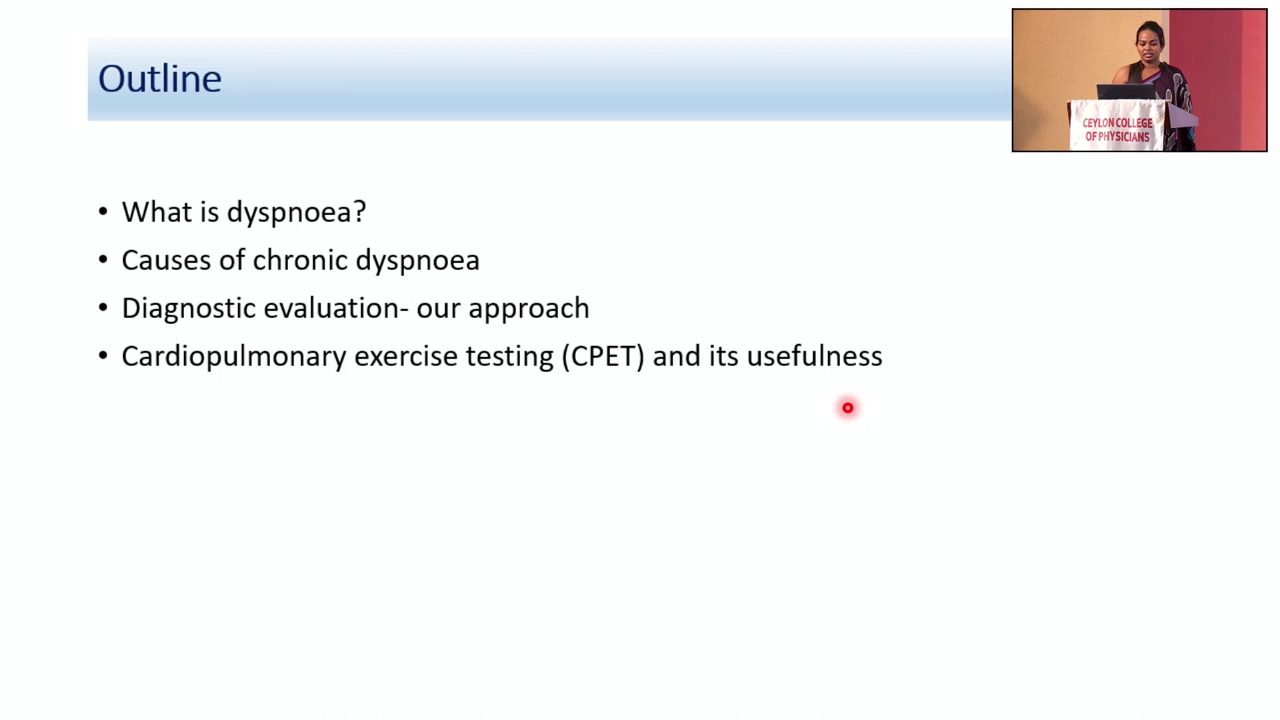 Outline
CEYLON COLLEGE
OF PHYSICIANS
• What is dyspnoea?
• Causes of chronic dyspnoea
• Diagnostic evaluation- our approach
• Cardiopulmonary exercise testing (CPET) and its usefulness